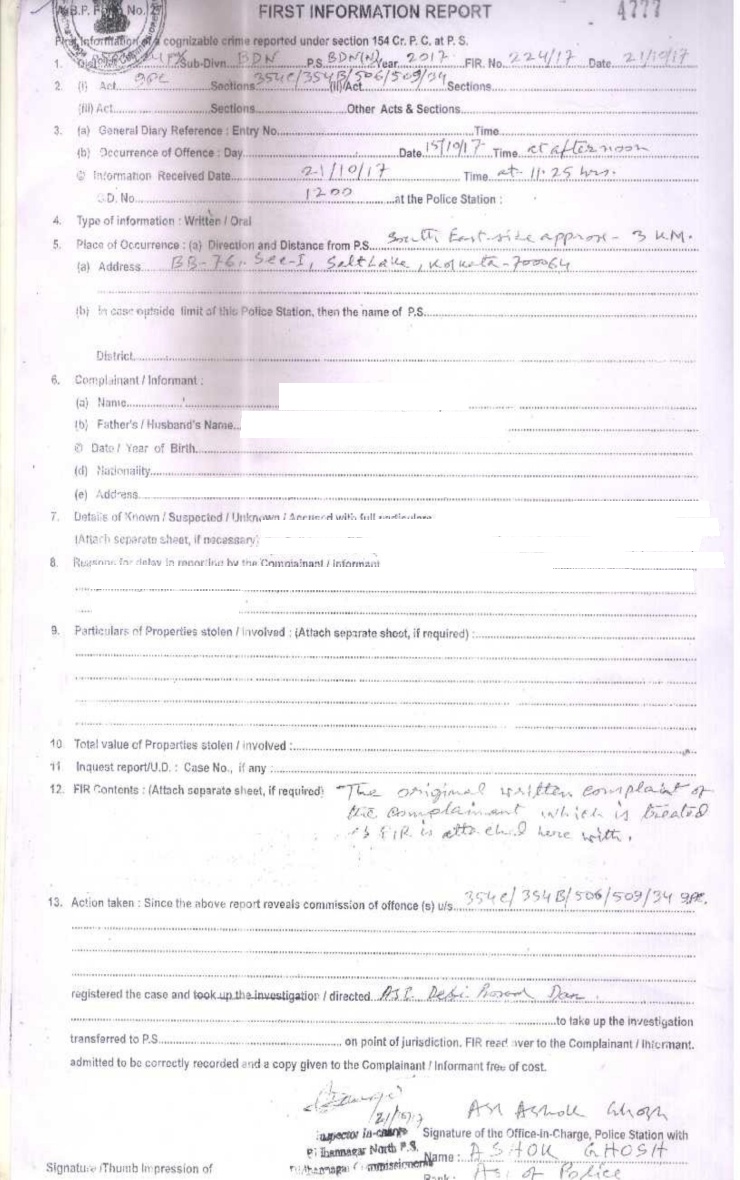 FIRST INFORMATION REPORT
4777
B.P. No. 2
First Information of a cognizable crime reported under section 154 Cr. P. C. at P. S.
1. Sub-Divn. BDN P.S. BDN(N) Year 2017 FIR. No. 224/17 Date 21/10/17
2. (i) Act IPC Sections 354C/354B/506/509/34 (ii) Act Sections
(iii) Act Sections Other Acts & Sections
3. (a) General Diary Reference : Entry No. Time
(b) Occurrence of Offence : Day Date 15/10/17 Time at afternoon
© Information Received Date 21/10/17 Time at 11.25 hrs.
G.D. No. 1200 at the Police Station :
4. Type of information : Written / Oral
5. Place of Occurrence : (a) Direction and Distance from P.S. South East side approx - 3 KM.
(a) Address BB-76, Sec-I, Salt Lake, Kolkata-700064
(b) In case outside limit of this Police Station, then the name of P.S.
District
6. Complainant / Informant :
(a) Name
(b) Father's / Husband's Name
© Date / Year of Birth
(d) Nationality
(e) Address
7. Details of Known / Suspected / Unknown / Accused with full particulars
(Attach separate sheet, if necessary)
8. Reasons for delay in reporting by the Complainant / Informant
9. Particulars of Properties stolen / involved : (Attach separate sheet, if required) :
10. Total value of Properties stolen / involved :
11. Inquest report/U.D. : Case No., if any :
12. FIR Contents : (Attach separate sheet, if required) The original written complaint of
the complainant which is treated
as FIR is attached here with.
13. Action taken : Since the above report reveals commission of offence (s) u/s 354C/354B/506/509/34 IPC.
registered the case and took up the investigation / directed ASI. Debi Prosad Dan.
to take up the investigation
transferred to P.S. on point of jurisdiction. FIR read over to the Complainant / Informant.
admitted to be correctly recorded and a copy given to the Complainant / Informant free of cost.
21/10/17
ASI Ashok Ghosh
Inspector In-charge Signature of the Office-in-Charge, Police Station with
Bidhannagar North P.S. Name : ASHOK GHOSH
Bidhannagar Commissionerate
Signature /Thumb Impression of Rank : ASI of Police